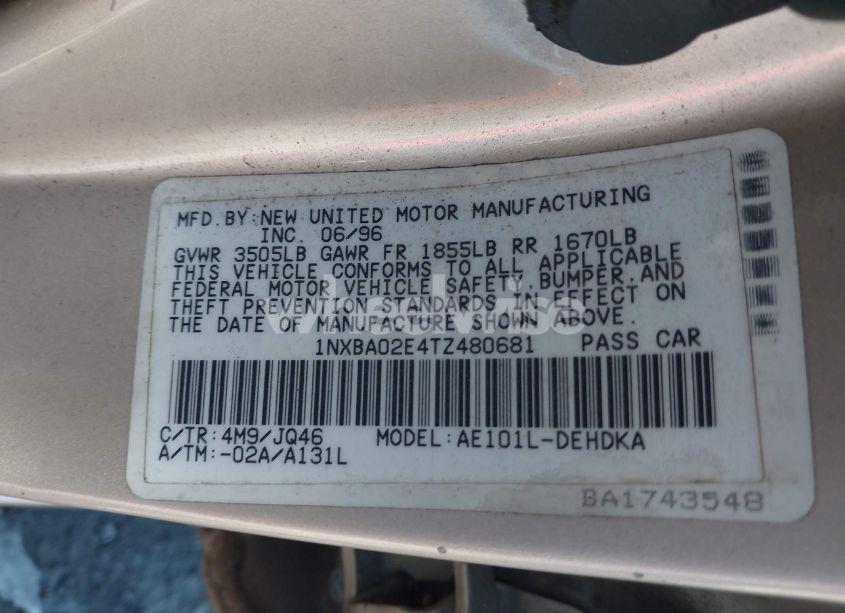 MFD.BY:NEW UNITED MOTOR MANUFACTURING
INC. 06/96
GVWR 3505LB GAWR FR 1855LB RR 1670LB
THIS VEHICLE CONFORMS TO ALL APPLICABLE
FEDERAL MOTOR VEHICLE SAFETY,BUMPER,AND
THEFT PREVENTION STANDARDS IN EFFECT ON
THE DATE OF MANUFACTURE SHOWN ABOVE.
1NXBA02E4TZ480681 PASS CAR
C/TR:4M9/JQ46 MODEL:AE101L-DEHDKA
A/TM:-02A/A131L
BA1743548